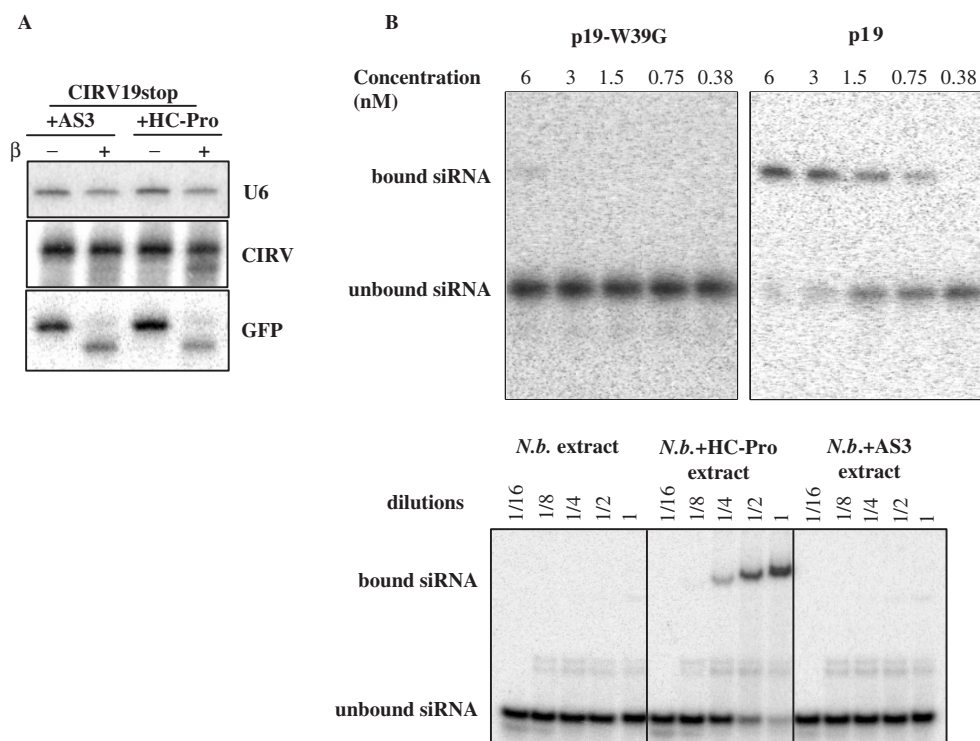 A
CIRV19stop
+AS3 +HC-Pro
β − + − +
U6
CIRV
GFP
B
p19-W39G p19
Concentration (nM) 6 3 1.5 0.75 0.38 6 3 1.5 0.75 0.38
bound siRNA
unbound siRNA
N.b. extract N.b.+HC-Pro extract N.b.+AS3 extract
dilutions 1/16 1/8 1/4 1/2 1 1/16 1/8 1/4 1/2 1 1/16 1/8 1/4 1/2 1
bound siRNA
unbound siRNA